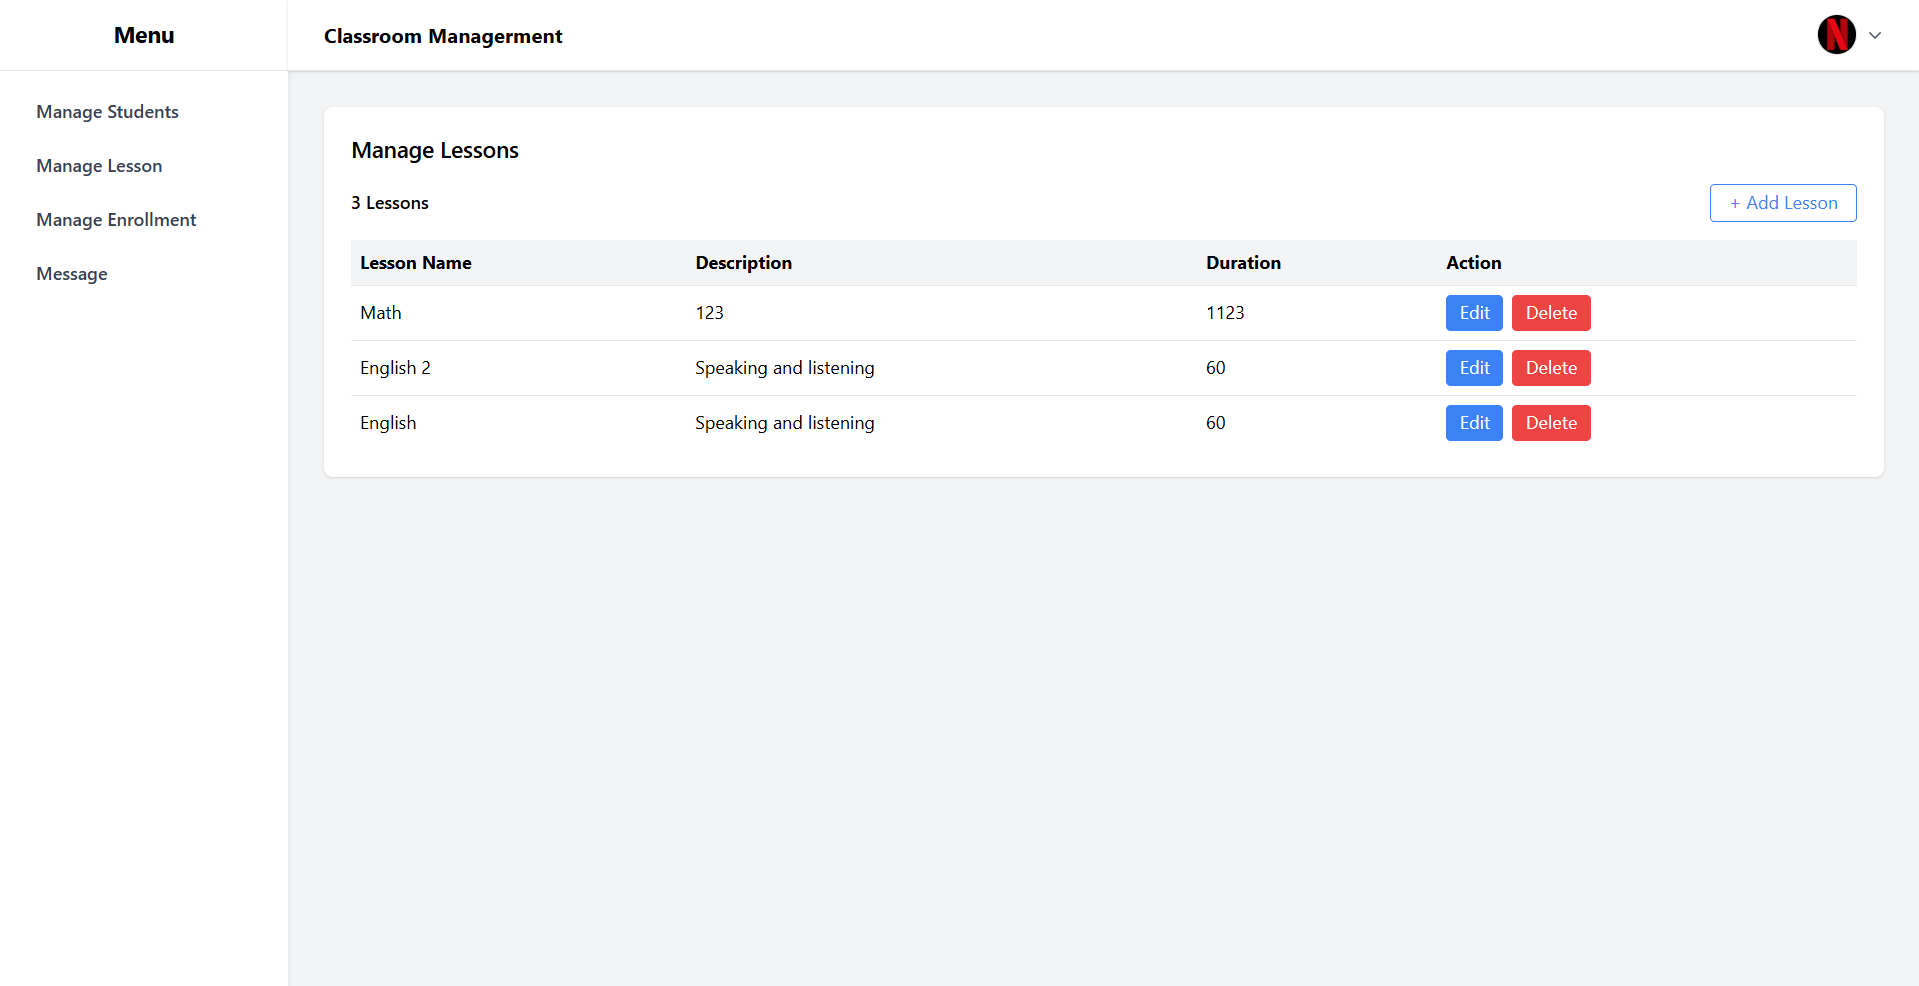 Menu
Classroom Managerment
N
Manage Students
Manage Lesson
Manage Enrollment
Message
Manage Lessons
3 Lessons
+ Add Lesson
Lesson Name Description Duration Action
Math 123 1123 Edit Delete
English 2 Speaking and listening 60 Edit Delete
English Speaking and listening 60 Edit Delete